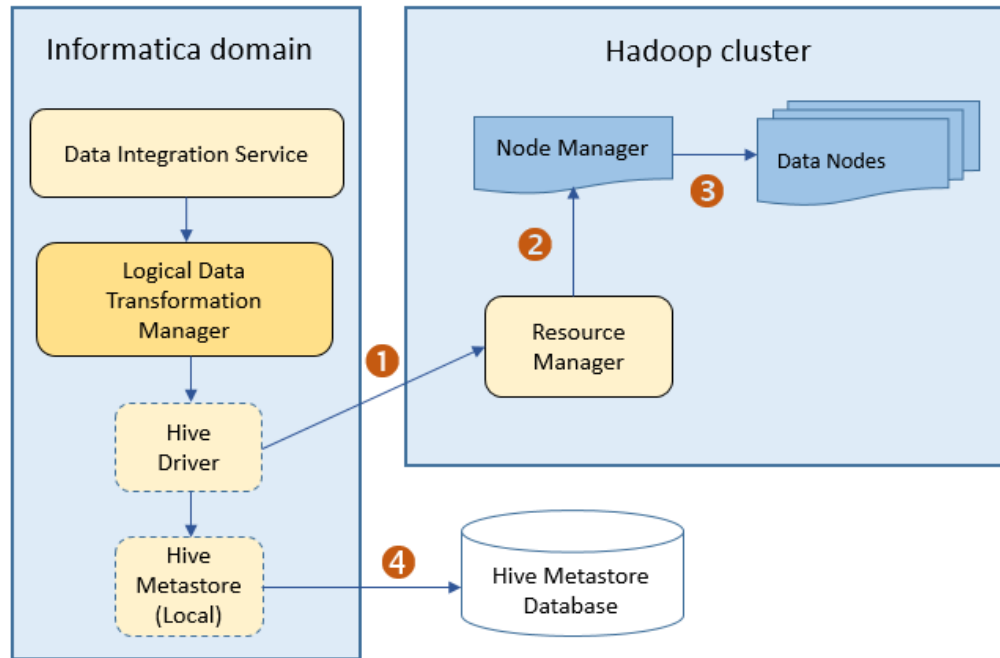 Informatica domain
Data Integration Service
Logical Data
Transformation
Manager
Hive
Driver
Hive
Metastore
(Local)
1
4
Hadoop cluster
Node Manager
3
Data Nodes
2
Resource
Manager
Hive Metastore
Database